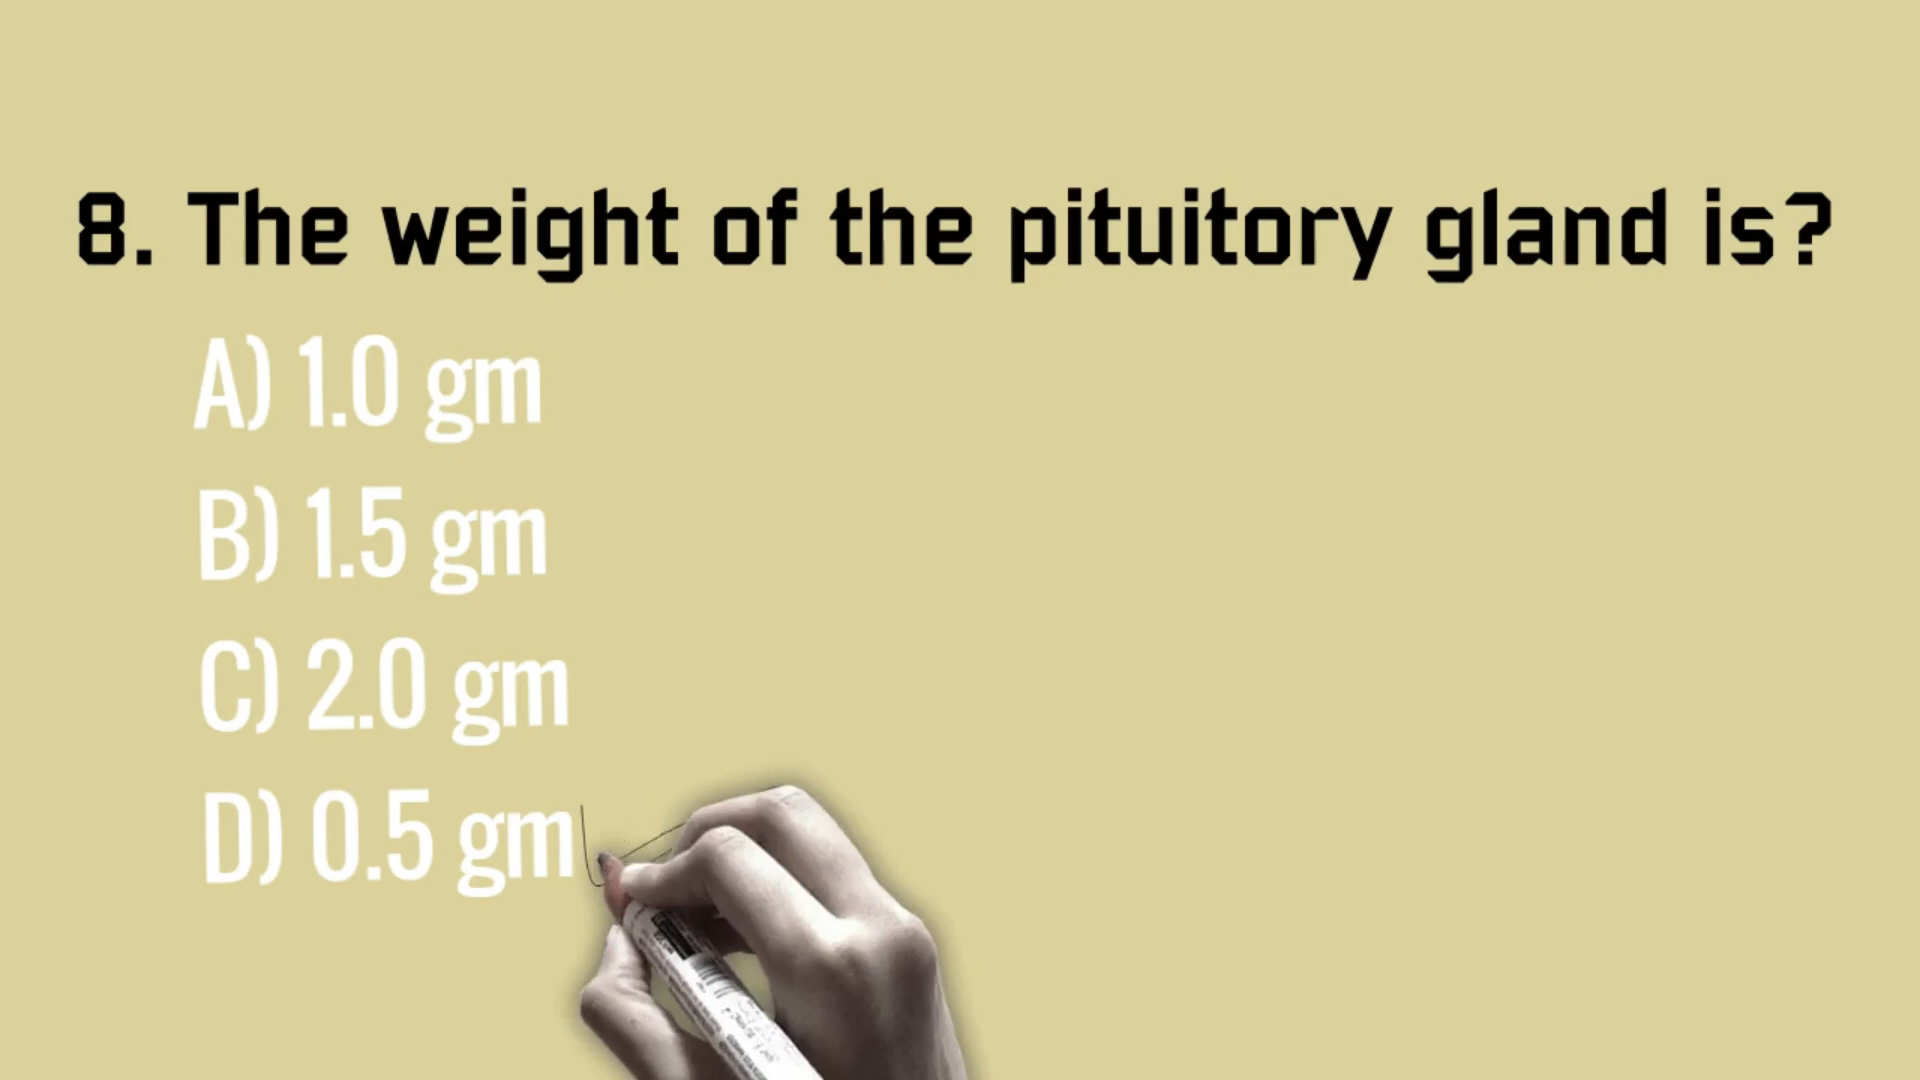 8. The weight of the pituitory gland is?
A) 1.0 gm
B) 1.5 gm
C) 2.0 gm
D) 0.5 gm